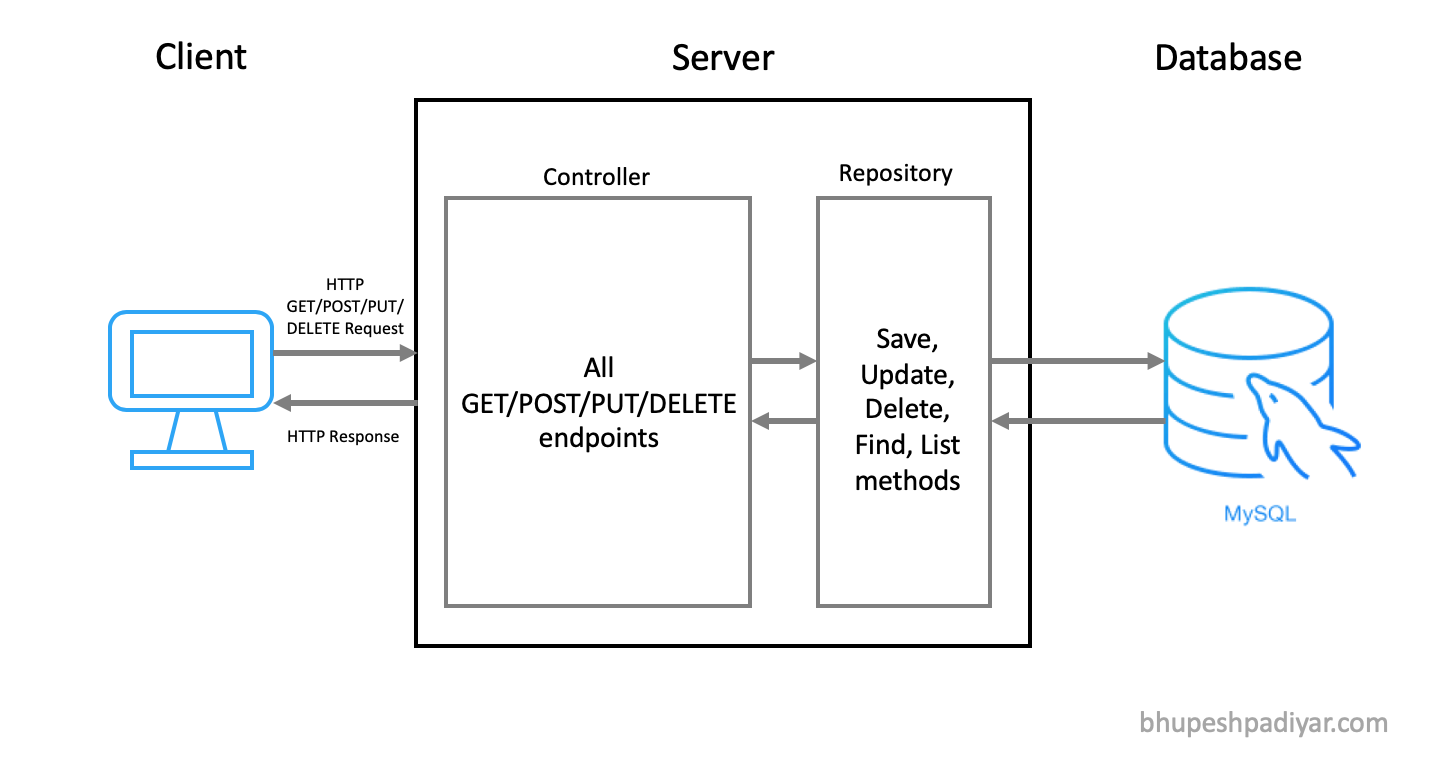 Client
Server
Database
Controller
Repository
HTTP
GET/POST/PUT/
DELETE Request
HTTP Response
All
GET/POST/PUT/DELETE
endpoints
Save,
Update,
Delete,
Find, List
methods
MySQL
bhupeshpadiyar.com